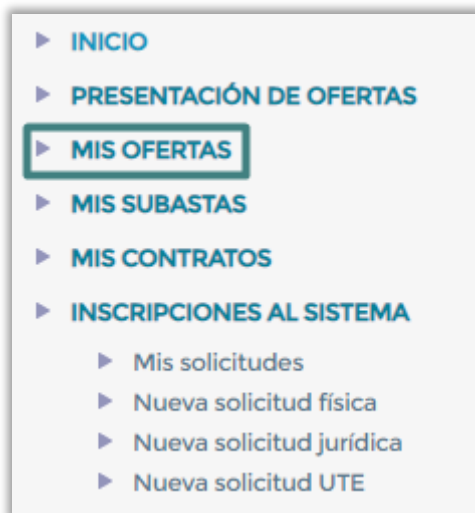 INICIO
PRESENTACIÓN DE OFERTAS
MIS OFERTAS
MIS SUBASTAS
MIS CONTRATOS
INSCRIPCIONES AL SISTEMA
Mis solicitudes
Nueva solicitud física
Nueva solicitud jurídica
Nueva solicitud UTE